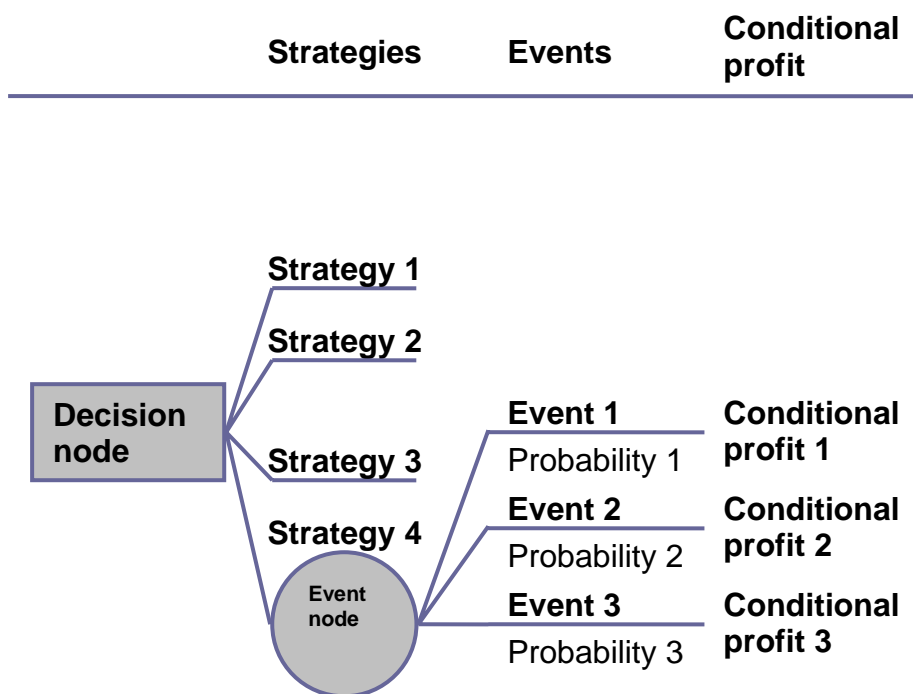 Strategies Events Conditional
profit
Strategy 1
Strategy 2
Decision
node
Strategy 3
Strategy 4
Event
node
Event 1
Probability 1
Conditional
profit 1
Event 2
Probability 2
Conditional
profit 2
Event 3
Probability 3
Conditional
profit 3